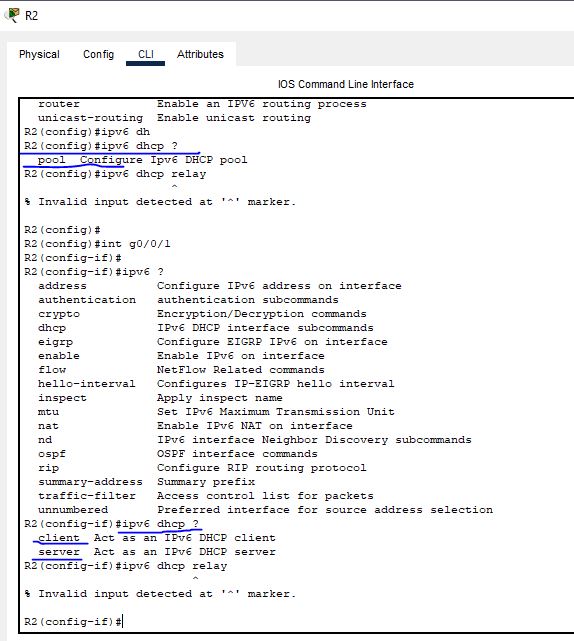 R2
Physical Config CLI Attributes
IOS Command Line Interface
router Enable an IPV6 routing process
unicast-routing Enable unicast routing
R2(config)#ipv6 dh
R2(config)#ipv6 dhcp ?
pool Configure Ipv6 DHCP pool
R2(config)#ipv6 dhcp relay
^
% Invalid input detected at '^' marker.
R2(config)#
R2(config)#int g0/0/1
R2(config-if)#
R2(config-if)#ipv6 ?
address Configure IPv6 address on interface
authentication authentication subcommands
crypto Encryption/Decryption commands
dhcp IPv6 DHCP interface subcommands
eigrp Configure EIGRP IPv6 on interface
enable Enable IPv6 on interface
flow NetFlow Related commands
hello-interval Configures IP-EIGRP hello interval
inspect Apply inspect name
mtu Set IPv6 Maximum Transmission Unit
nat Enable IPv6 NAT on interface
nd IPv6 interface Neighbor Discovery subcommands
ospf OSPF interface commands
rip Configure RIP routing protocol
summary-address Summary prefix
traffic-filter Access control list for packets
unnumbered Preferred interface for source address selection
R2(config-if)#ipv6 dhcp ?
client Act as an IPv6 DHCP client
server Act as an IPv6 DHCP server
R2(config-if)#ipv6 dhcp relay
^
% Invalid input detected at '^' marker.
R2(config-if)#